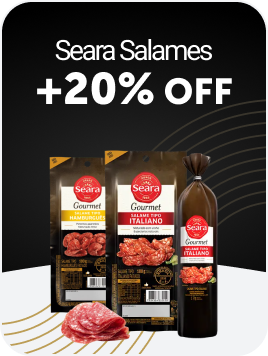 Seara Salames
+20% OFF
Seara
Gourmet
SALAME TIPO
HAMBURGUÊS
Seara
Gourmet
SALAME TIPO
ITALIANO
Seara
Gourmet
SALAME TIPO
ITALIANO